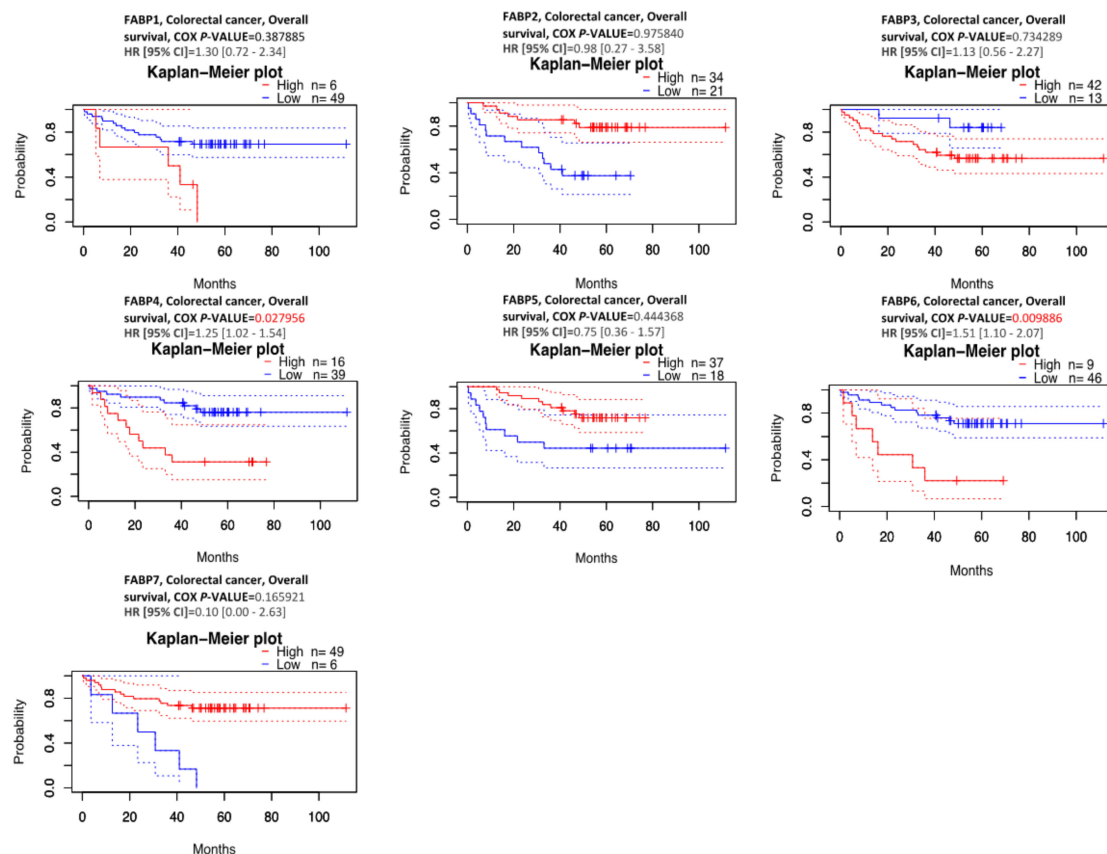 FABP1, Colorectal cancer, Overall
survival, COX P-VALUE=0.387885
HR [95% CI]=1.30 [0.72 - 2.34]
Kaplan−Meier plot
High n= 6
Low n= 49
Probability
0.8
0.4
0.0
0 20 40 60 80 100
Months
FABP2, Colorectal cancer, Overall
survival, COX P-VALUE=0.975840
HR [95% CI]=0.98 [0.27 - 3.58]
Kaplan−Meier plot
High n= 34
Low n= 21
Probability
0.8
0.4
0.0
0 20 40 60 80 100
Months
FABP3, Colorectal cancer, Overall
survival, COX P-VALUE=0.734289
HR [95% CI]=1.13 [0.56 - 2.27]
Kaplan−Meier plot
High n= 42
Low n= 13
Probability
0.8
0.4
0.0
0 20 40 60 80 100
Months
FABP4, Colorectal cancer, Overall
survival, COX P-VALUE=0.027956
HR [95% CI]=1.25 [1.02 - 1.54]
Kaplan−Meier plot
High n= 16
Low n= 39
Probability
0.8
0.4
0.0
0 20 40 60 80 100
Months
FABP5, Colorectal cancer, Overall
survival, COX P-VALUE=0.444368
HR [95% CI]=0.75 [0.36 - 1.57]
Kaplan−Meier plot
High n= 37
Low n= 18
Probability
0.8
0.4
0.0
0 20 40 60 80 100
Months
FABP6, Colorectal cancer, Overall
survival, COX P-VALUE=0.009886
HR [95% CI]=1.51 [1.10 - 2.07]
Kaplan−Meier plot
High n= 9
Low n= 46
Probability
0.8
0.4
0.0
0 20 40 60 80 100
Months
FABP7, Colorectal cancer, Overall
survival, COX P-VALUE=0.165921
HR [95% CI]=0.10 [0.00 - 2.63]
Kaplan−Meier plot
High n= 49
Low n= 6
Probability
0.8
0.4
0.0
0 20 40 60 80 100
Months